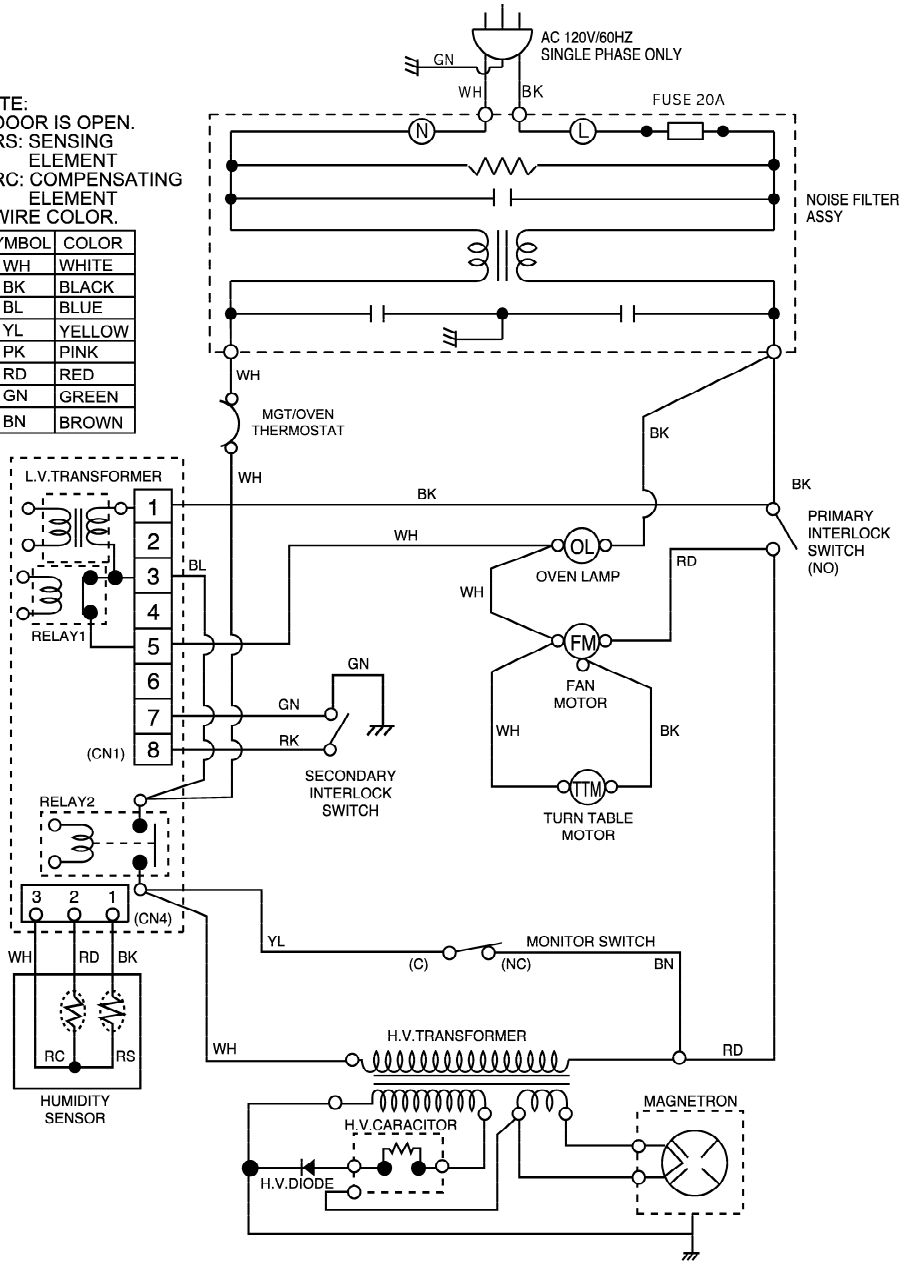 AC 120V/60HZ
SINGLE PHASE ONLY
GN
WH
BK
FUSE 20A
N
L
TE:
DOOR IS OPEN.
RS: SENSING
ELEMENT
RC: COMPENSATING
ELEMENT
WIRE COLOR.
YMBOL COLOR
WH WHITE
BK BLACK
BL BLUE
YL YELLOW
PK PINK
RD RED
GN GREEN
BN BROWN
NOISE FILTER
ASSY
WH
MGT/OVEN
THERMOSTAT
WH
BK
BK
L.V.TRANSFORMER
1
2
3
4
5
6
7
8
(CN1)
BK
PRIMARY
INTERLOCK
SWITCH
(NO)
WH
OL
OVEN LAMP
RD
BL
RELAY1
WH
FM
FAN
MOTOR
GN
GN
RK
SECONDARY
INTERLOCK
SWITCH
WH
BK
TTM
TURN TABLE
MOTOR
RELAY2
3 2 1
(CN4)
WH
RD
BK
RC
RS
HUMIDITY
SENSOR
YL
(C)
(NC)
MONITOR SWITCH
BN
WH
H.V.TRANSFORMER
RD
H.V.CARACITOR
H.V.DIODE
MAGNETRON